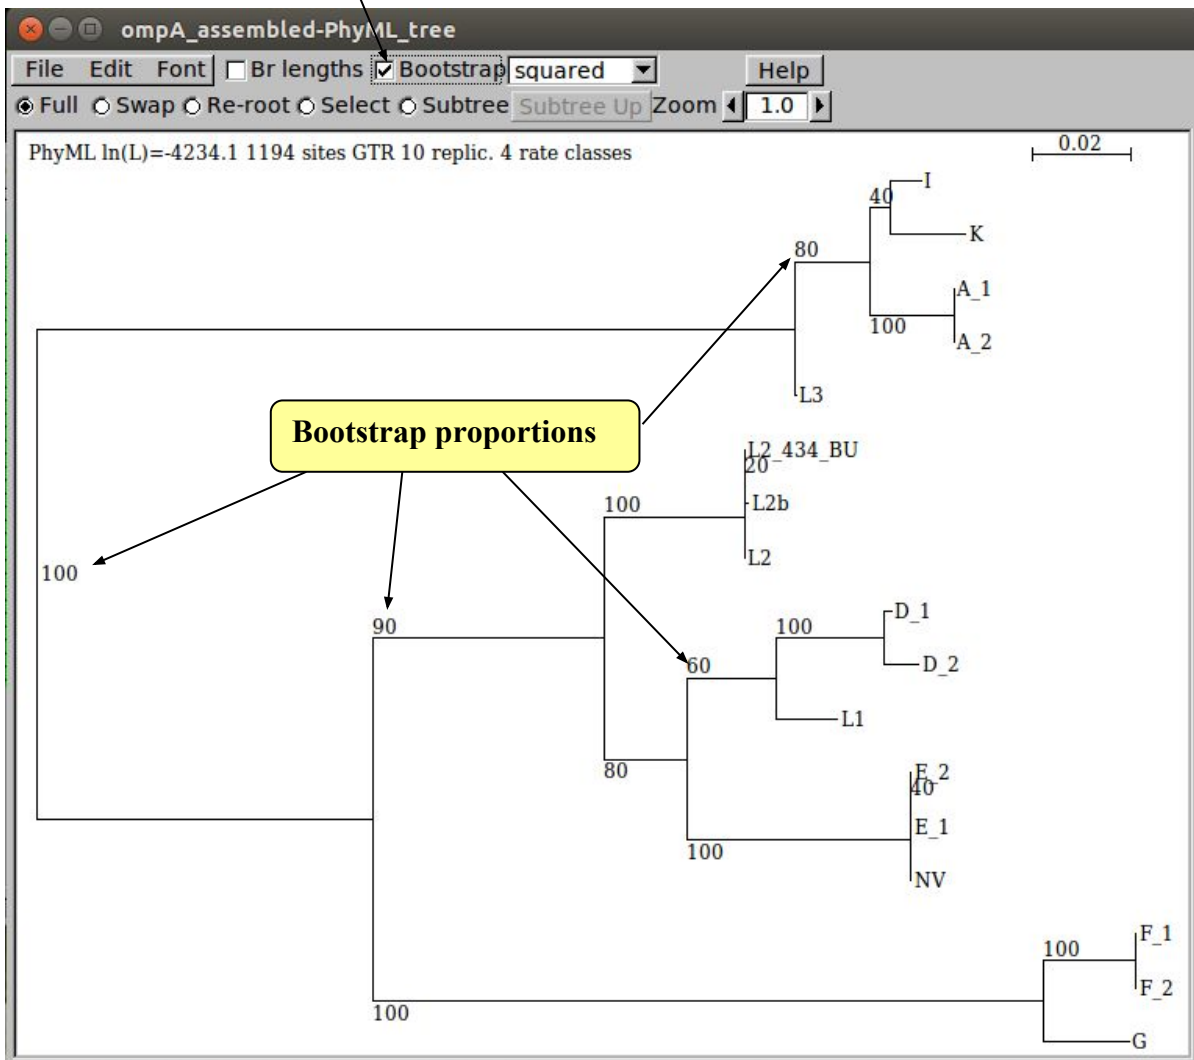 ompA_assembled-PhyML_tree
File Edit Font Br lengths Bootstrap squared Help
Full Swap Re-root Select Subtree Subtree Up Zoom 1.0
PhyML ln(L)=-4234.1 1194 sites GTR 10 replic. 4 rate classes
0.02
I
40
K
80
A_1
100
A_2
L3
Bootstrap proportions
L2_434_BU
20
100
L2b
L2
100
D_1
90
100
60
D_2
L1
80
E_2
40
E_1
100
NV
F_1
100
F_2
100
G